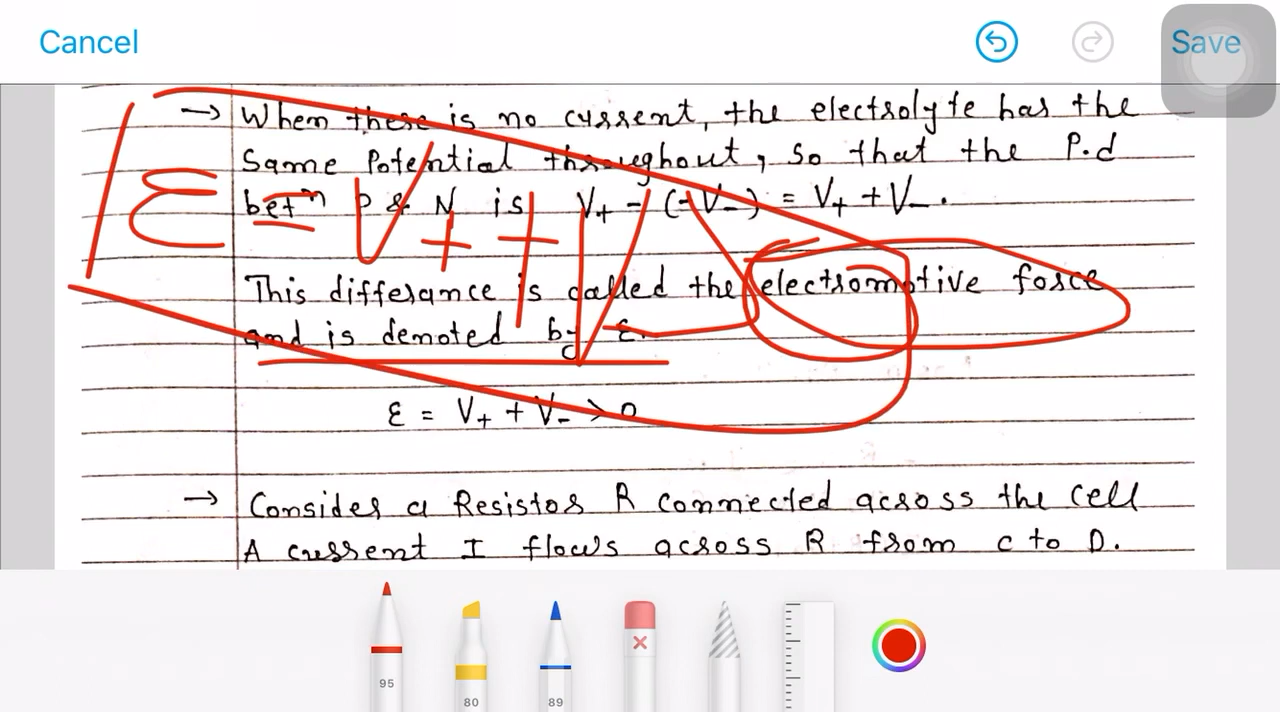 Cancel
Save
→ When there is no current, the electrolyte has the
Same Potential throughout, so that the P.d
betⁿ P & N is V₊ - (-V₋) = V₊ + V₋.
ε = V₊ + V₋
This differance is called the electromotive force
and is denoted by ε.
ε = V₊ + V₋ > 0
→ Consider a Resistor R connected across the cell
A current I flows across R from C to D.
95
80
89